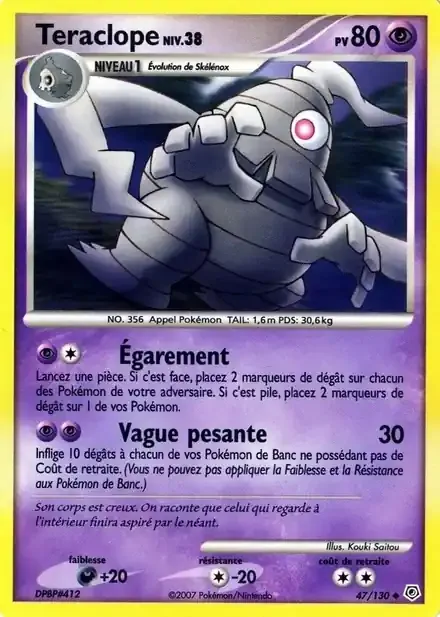 Teraclope NIV.38 PV 80
NIVEAU 1 Évolution de Skélénox
NO. 356 Appel Pokémon TAIL: 1,6 m PDS: 30,6 kg
Égarement
Lancez une pièce. Si c'est face, placez 2 marqueurs de dégât sur chacun
des Pokémon de votre adversaire. Si c'est pile, placez 2 marqueurs de
dégât sur 1 de vos Pokémon.
Vague pesante 30
Inflige 10 dégâts à chacun de vos Pokémon de Banc ne possédant pas de
Coût de retraite. (Vous ne pouvez pas appliquer la Faiblesse et la Résistance
aux Pokémon de Banc.)
Son corps est creux. On raconte que celui qui regarde à
l'intérieur finira aspiré par le néant.
Illus. Kouki Saitou
faiblesse résistance coût de retraite
+20 -20
DPBP#412 ©2007 Pokémon/Nintendo 47/130